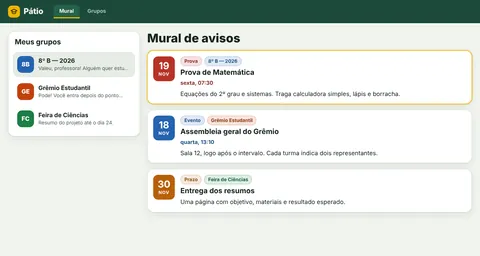 Pátio
Mural
Grupos
Meus grupos
8B
8º B — 2026
Valeu, professora! Alguém quer estu...
GE
Grêmio Estudantil
Pode! Você entra depois do ponto...
FC
Feira de Ciências
Resumo do projeto até o dia 24.
Mural de avisos
19
NOV
Prova
8º B — 2026
Prova de Matemática
sexta, 07:30
Equações do 2º grau e sistemas. Traga calculadora simples, lápis e borracha.
18
NOV
Evento
Grêmio Estudantil
Assembleia geral do Grêmio
quarta, 13:10
Sala 12, logo após o intervalo. Cada turma indica dois representantes.
30
NOV
Prazo
Feira de Ciências
Entrega dos resumos
Uma página com objetivo, materiais e resultado esperado.